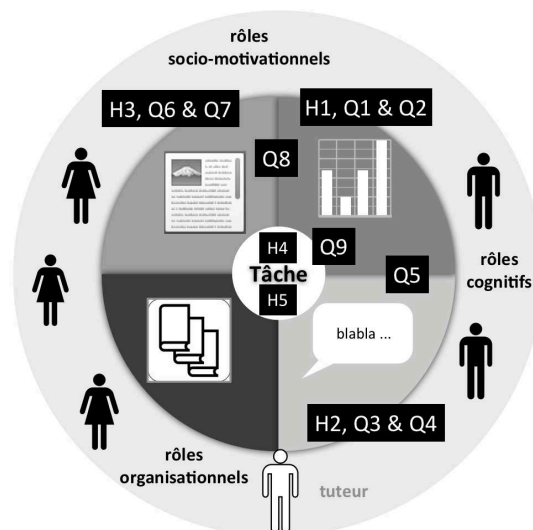 rôles
socio-motivationnels
H3, Q6 & Q7
H1, Q1 & Q2
Q8
H4
Q9
Tâche
H5
Q5
rôles
cognitifs
blabla ...
H2, Q3 & Q4
rôles
organisationnels
tuteur